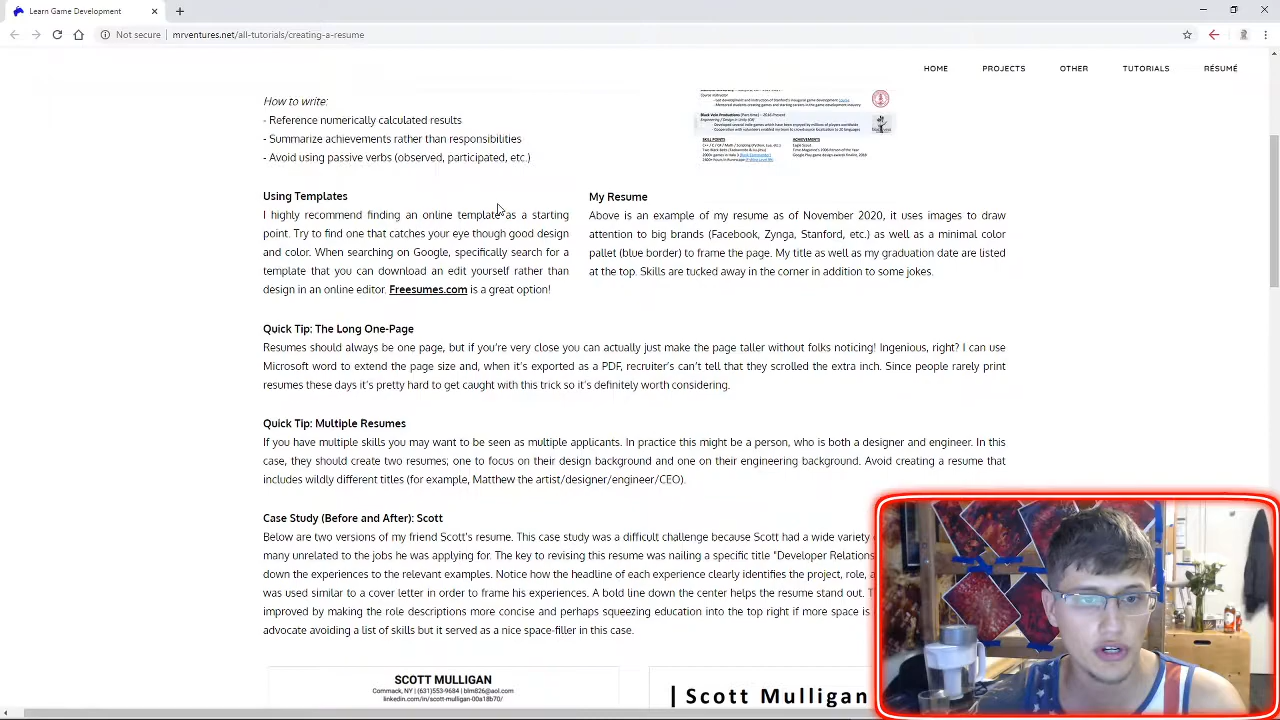 Learn Game Development
Not secure | mrventures.net/all-tutorials/creating-a-resume
HOME PROJECTS OTHER TUTORIALS RÉSUMÉ
- Reference numerically calculated results
Using Templates
I highly recommend finding an online template as a starting
point. Try to find one that catches your eye though good design
and color. When searching on Google, specifically search for a
template that you can download an edit yourself rather than
design in an online editor. Freesumes.com is a great option!
My Resume
Above is an example of my resume as of November 2020, it uses images to draw
attention to big brands (Facebook, Zynga, Stanford, etc.) as well as a minimal color
pallet (blue border) to frame the page. My title as well as my graduation date are listed
at the top. Skills are tucked away in the corner in addition to some jokes.
Quick Tip: The Long One-Page
Resumes should always be one page, but if you're very close you can actually just make the page taller without folks noticing! Ingenious, right? I can use
Microsoft word to extend the page size and, when it's exported as a PDF, recruiter's can't tell that they scrolled the extra inch. Since people rarely print
resumes these days it's pretty hard to get caught with this trick so it's definitely worth considering.
Quick Tip: Multiple Resumes
If you have multiple skills you may want to be seen as multiple applicants. In practice this might be a person, who is both a designer and engineer. In this
case, they should create two resumes; one to focus on their design background and one on their engineering background. Avoid creating a resume that
includes wildly different titles (for example, Matthew the artist/designer/engineer/CEO).
Case Study (Before and After): Scott
Below are two versions of my friend Scott's resume. This case study was a difficult challenge because Scott had a wide variety
many unrelated to the jobs he was applying for. The key to revising this resume was nailing a specific title "Developer Relations
down the experiences to the relevant examples. Notice how the headline of each experience clearly identifies the project, role,
was used similar to a cover letter in order to frame his experiences. A bold line down the center helps the resume stand out.
improved by making the role descriptions more concise and perhaps squeezing education into the top right if more space is
advocate avoiding a list of skills but it served as a nice space-filler in this case.
SCOTT MULLIGAN
Commack, NY | (631)553-9684 | blm826@aol.com
linkedin.com/in/scott-mulligan-00a18b70/
| Scott Mulligan